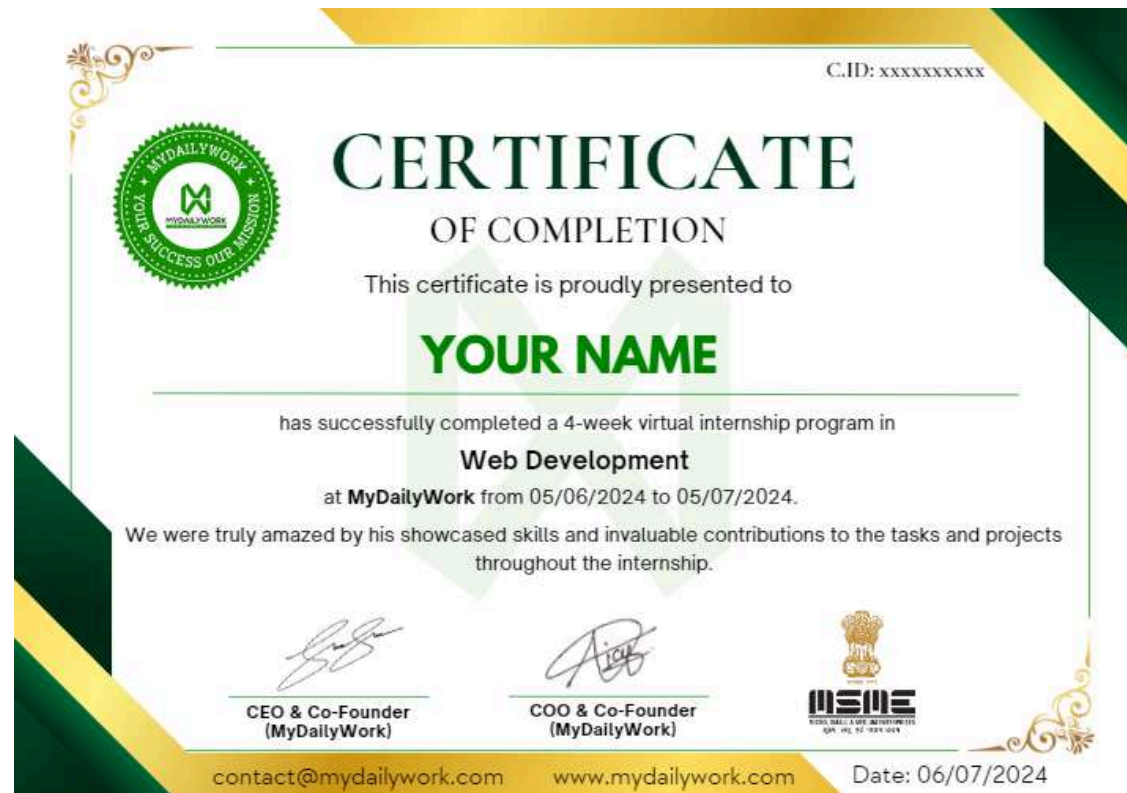 C.ID: xxxxxxxxxx
MYDAILYWORK
YOUR SUCCESS OUR MISSION
MYDAILYWORK
CERTIFICATE
OF COMPLETION
This certificate is proudly presented to
YOUR NAME
has successfully completed a 4-week virtual internship program in
Web Development
at MyDailyWork from 05/06/2024 to 05/07/2024.
We were truly amazed by his showcased skills and invaluable contributions to the tasks and projects
throughout the internship.
CEO & Co-Founder
(MyDailyWork)
COO & Co-Founder
(MyDailyWork)
MSME
MICRO, SMALL & MEDIUM ENTERPRISES
contact@mydailywork.com
www.mydailywork.com
Date: 06/07/2024